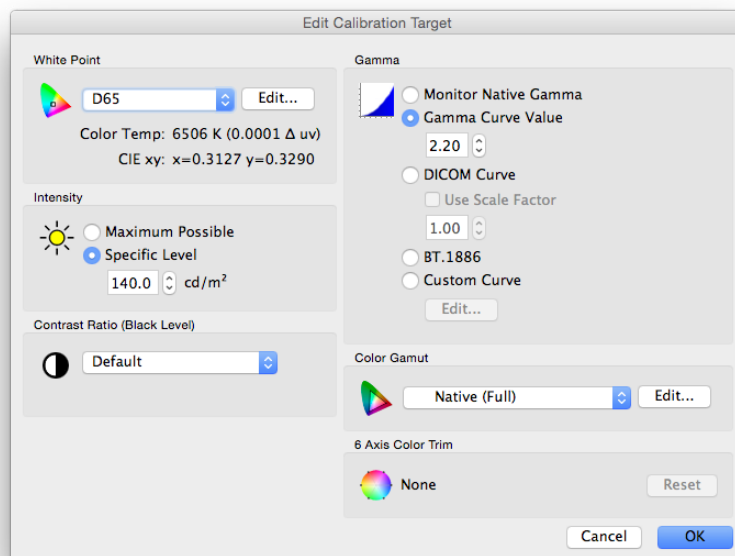 Edit Calibration Target
White Point
D65
Edit...
Color Temp: 6506 K (0.0001 Δ uv)
CIE xy: x=0.3127 y=0.3290
Intensity
Maximum Possible
Specific Level
140.0 cd/m²
Contrast Ratio (Black Level)
Default
Gamma
Monitor Native Gamma
Gamma Curve Value
2.20
DICOM Curve
Use Scale Factor
1.00
BT.1886
Custom Curve
Edit...
Color Gamut
Native (Full)
Edit...
6 Axis Color Trim
None
Reset
Cancel
OK